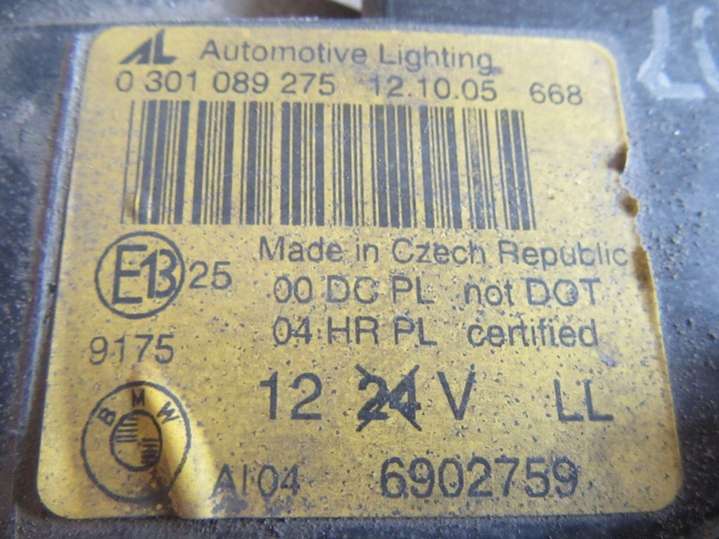 AL Automotive Lighting
0 301 089 275 12.10.05 668
Made in Czech Republic
E13 25
00 DC PL not DOT
04 HR PL certified
9175
12 24 V LL
BMW
AI 04 6902759